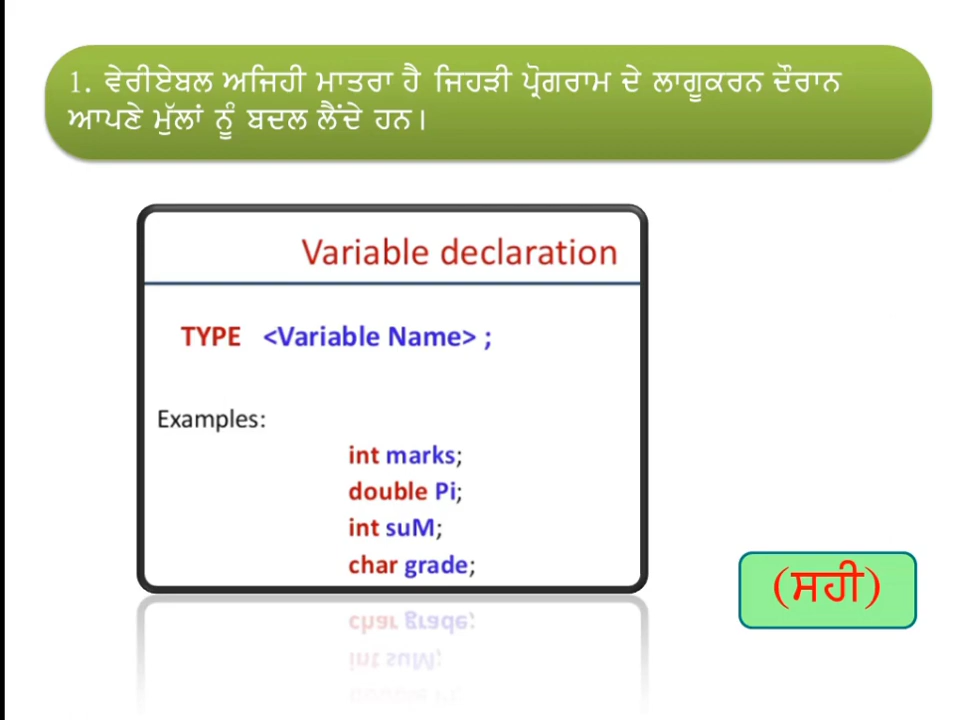 1. ਵੇਰੀਏਬਲ ਅਜਿਹੀ ਮਾਤਰਾ ਹੈ ਜਿਹੜੀ ਪ੍ਰੋਗਰਾਮ ਦੇ ਲਾਗੂਕਰਨ ਦੌਰਾਨ
ਆਪਣੇ ਮੁੱਲਾਂ ਨੂੰ ਬਦਲ ਲੈਂਦੇ ਹਨ।
Variable declaration
TYPE <Variable Name> ;
Examples:
int marks;
double Pi;
int suM;
char grade;
(ਸਹੀ)